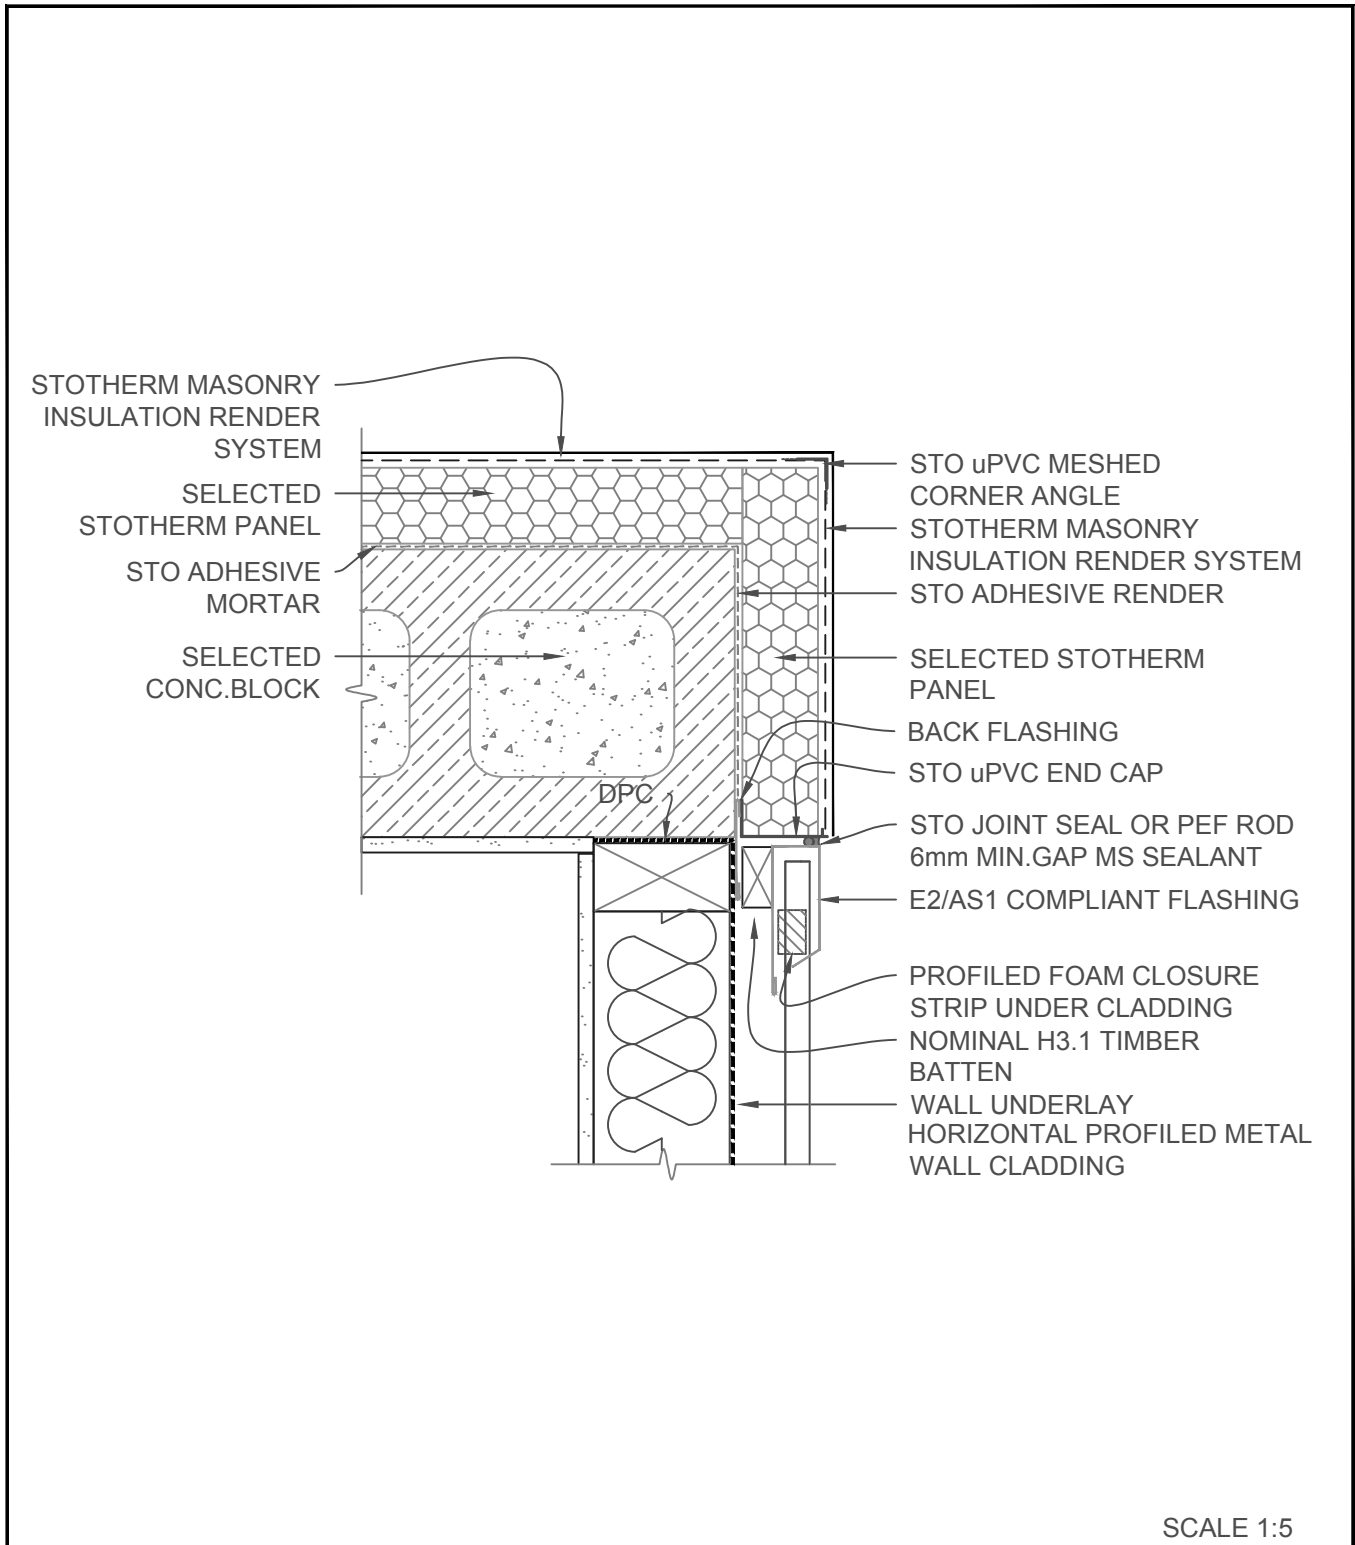 STOTHERM MASONRY
INSULATION RENDER
SYSTEM
SELECTED
STOTHERM PANEL
STO ADHESIVE
MORTAR
SELECTED
CONC.BLOCK
DPC
STO uPVC MESHED
CORNER ANGLE
STOTHERM MASONRY
INSULATION RENDER SYSTEM
STO ADHESIVE RENDER
SELECTED STOTHERM
PANEL
BACK FLASHING
STO uPVC END CAP
STO JOINT SEAL OR PEF ROD
6mm MIN.GAP MS SEALANT
E2/AS1 COMPLIANT FLASHING
PROFILED FOAM CLOSURE
STRIP UNDER CLADDING
NOMINAL H3.1 TIMBER
BATTEN
WALL UNDERLAY
HORIZONTAL PROFILED METAL
WALL CLADDING
SCALE 1:5